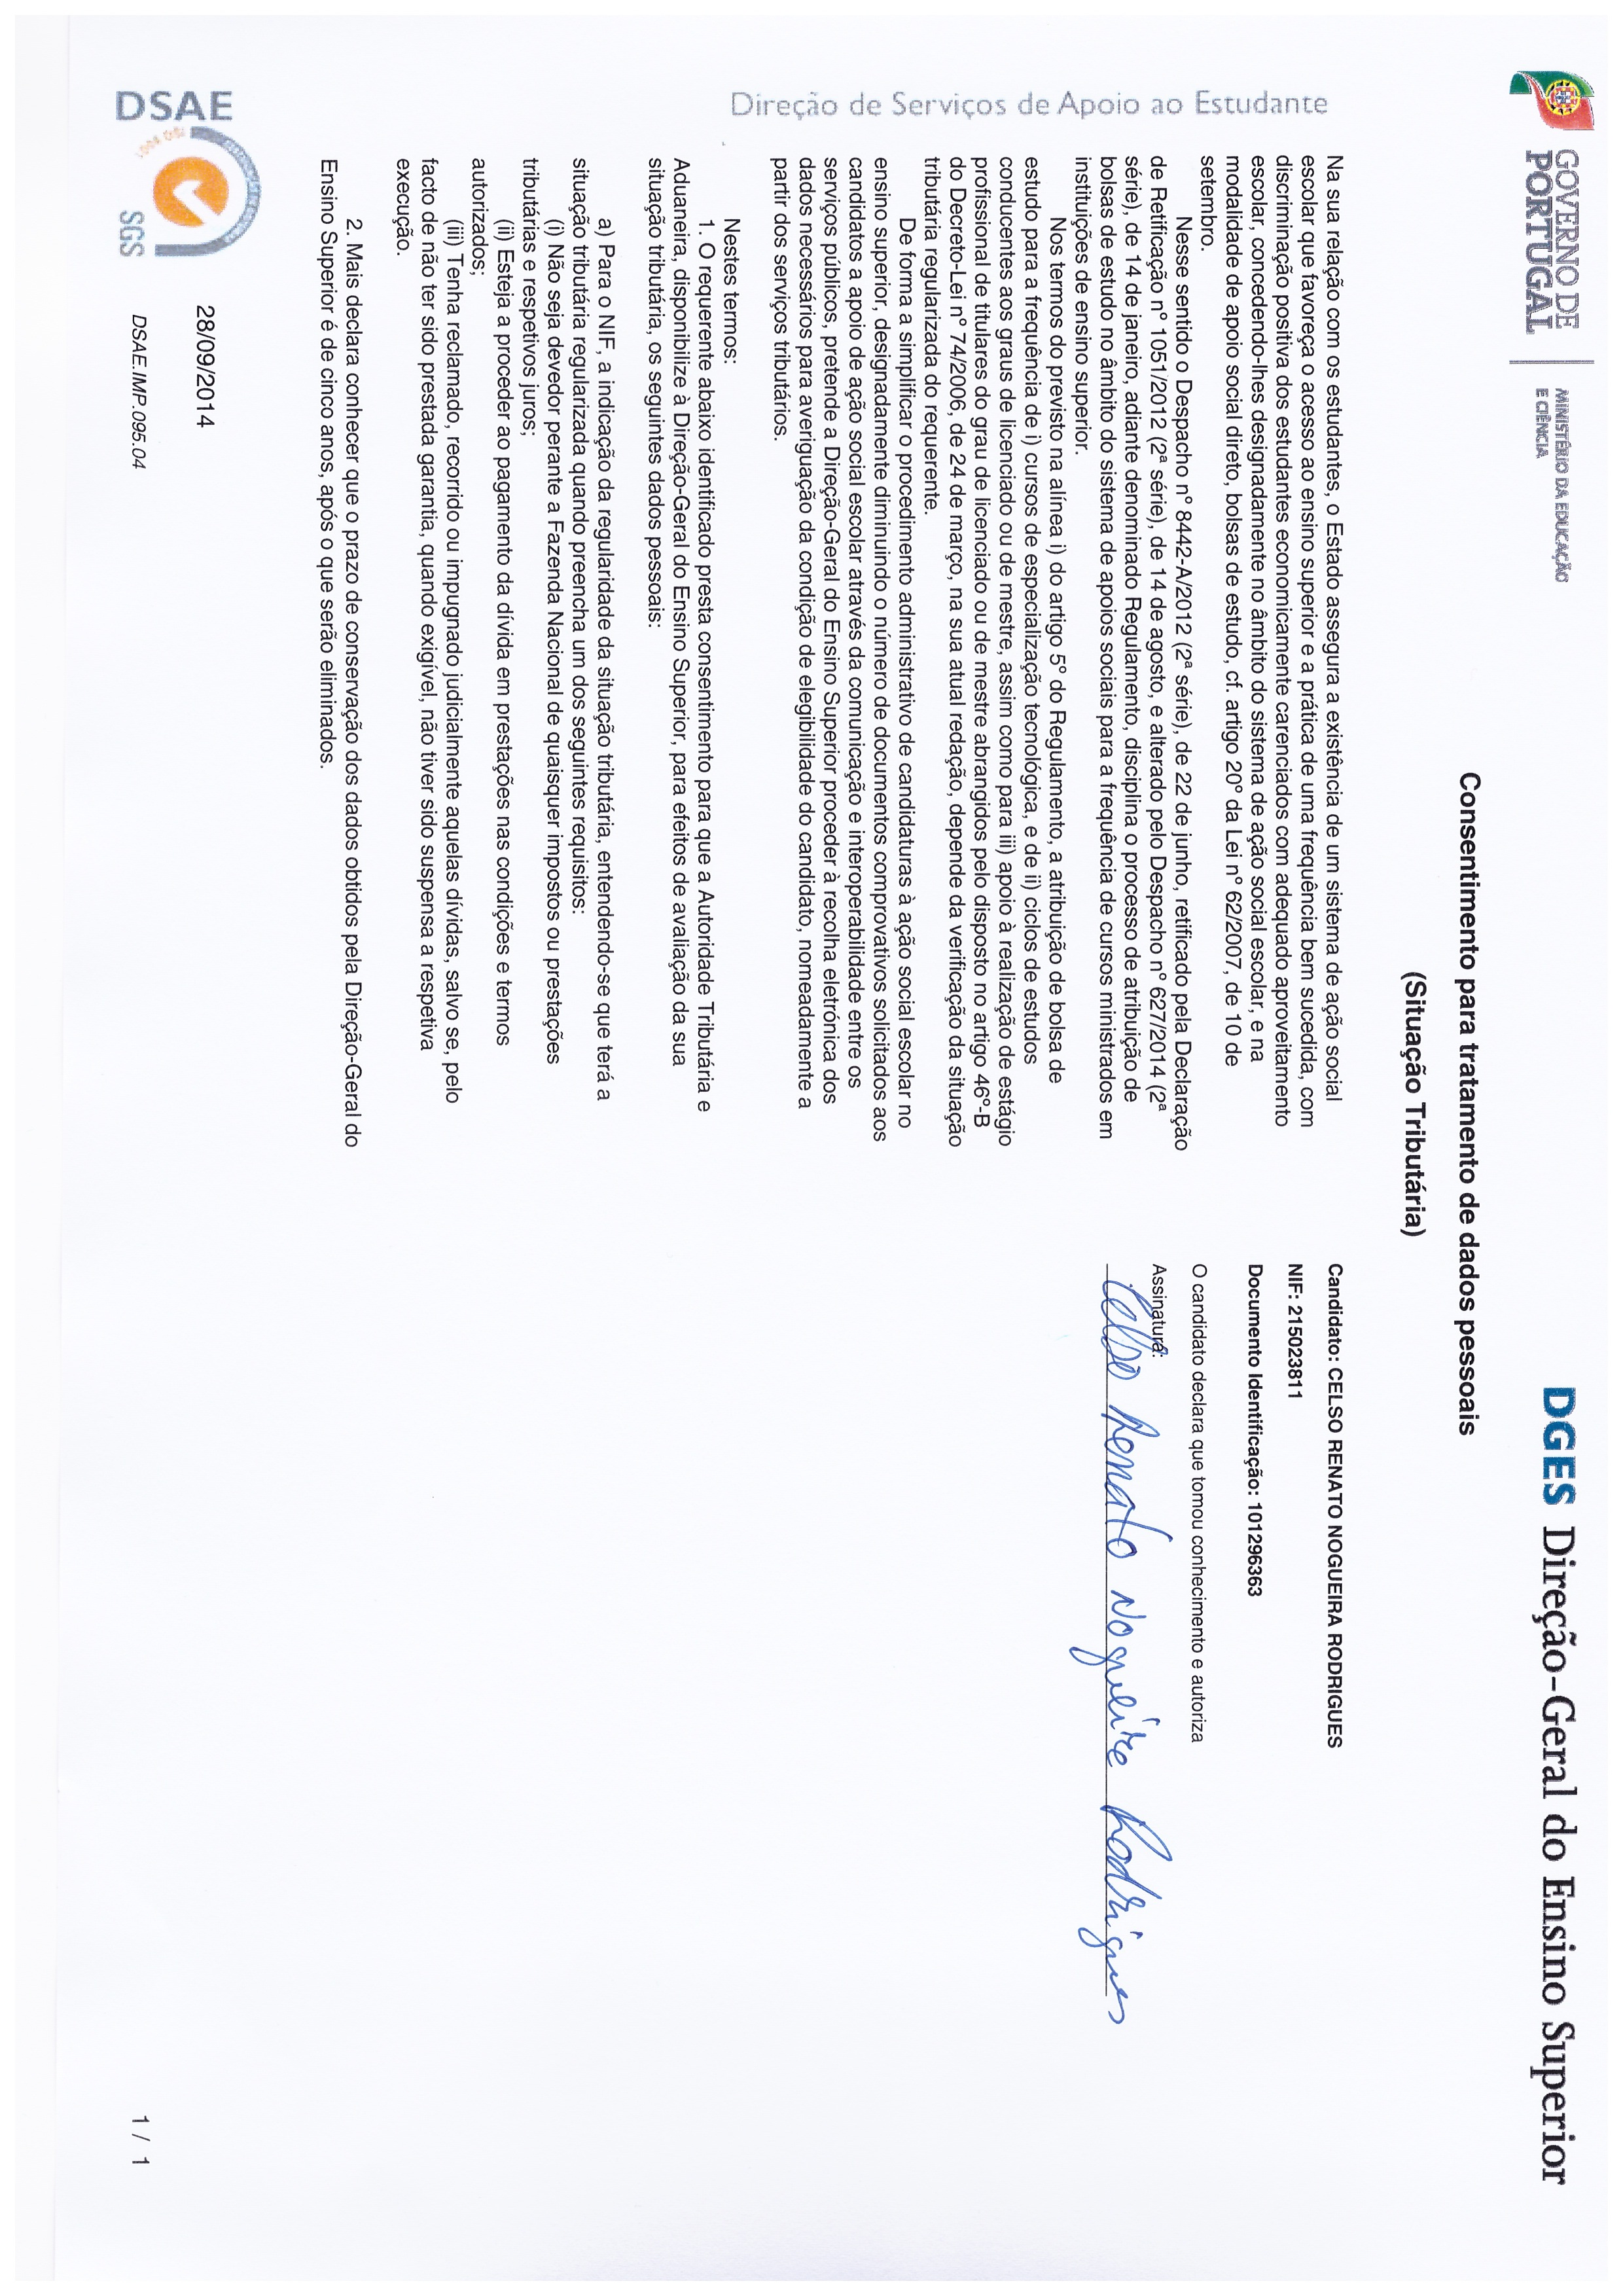 GOVERNO DE
PORTUGAL
MINISTÉRIO DA EDUCAÇÃO
E CIÊNCIA
DGES Direção-Geral do Ensino Superior
Consentimento para tratamento de dados pessoais
(Situação Tributária)
Direção de Serviços de Apoio ao Estudante
Na sua relação com os estudantes, o Estado assegura a existência de um sistema de ação social
escolar que favoreça o acesso ao ensino superior e a prática de uma frequência bem sucedida, com
discriminação positiva dos estudantes economicamente carenciados com adequado aproveitamento
escolar, concedendo-lhes designadamente no âmbito do sistema de ação social escolar, e na
modalidade de apoio social direto, bolsas de estudo, cf. artigo 20º da Lei nº 62/2007, de 10 de
setembro.
Nesse sentido o Despacho nº 8442-A/2012 (2ª série), de 22 de junho, retificado pela Declaração
de Retificação nº 1051/2012 (2ª série), de 14 de agosto, e alterado pelo Despacho nº 627/2014 (2ª
série), de 14 de janeiro, adiante denominado Regulamento, disciplina o processo de atribuição de
bolsas de estudo no âmbito do sistema de apoios sociais para a frequência de cursos ministrados em
instituições de ensino superior.
Nos termos do previsto na alínea i) do artigo 5º do Regulamento, a atribuição de bolsa de
estudo para a frequência de i) cursos de especialização tecnológica, e de ii) ciclos de estudos
conducentes aos graus de licenciado ou de mestre, assim como para iii) apoio à realização de estágio
profissional de titulares do grau de licenciado ou de mestre abrangidos pelo disposto no artigo 46º-B
do Decreto-Lei nº 74/2006, de 24 de março, na sua atual redação, depende da verificação da situação
tributária regularizada do requerente.
De forma a simplificar o procedimento administrativo de candidaturas à ação social escolar no
ensino superior, designadamente diminuindo o número de documentos comprovativos solicitados aos
candidatos a apoio de ação social escolar através da comunicação e interoperabilidade entre os
serviços públicos, pretende a Direção-Geral do Ensino Superior proceder à recolha eletrónica dos
dados necessários para averiguação da condição de elegibilidade do candidato, nomeadamente a
partir dos serviços tributários.
Nestes termos:
1. O requerente abaixo identificado presta consentimento para que a Autoridade Tributária e
Aduaneira, disponibilize à Direção-Geral do Ensino Superior, para efeitos de avaliação da sua
situação tributária, os seguintes dados pessoais:
a) Para o NIF, a indicação da regularidade da situação tributária, entendendo-se que terá a
situação tributária regularizada quando preencha um dos seguintes requisitos:
(i) Não seja devedor perante a Fazenda Nacional de quaisquer impostos ou prestações
tributárias e respetivos juros;
(ii) Esteja a proceder ao pagamento da dívida em prestações nas condições e termos
autorizados;
(iii) Tenha reclamado, recorrido ou impugnado judicialmente aquelas dívidas, salvo se, pelo
facto de não ter sido prestada garantia, quando exigível, não tiver sido suspensa a respetiva
execução.
2. Mais declara conhecer que o prazo de conservação dos dados obtidos pela Direção-Geral do
Ensino Superior é de cinco anos, após o que serão eliminados.
Candidato: CELSO RENATO NOGUEIRA RODRIGUES
NIF: 215023811
Documento Identificação: 101296363
O candidato declara que tomou conhecimento e autoriza
Assinatura:
Celso Renato Nogueira Rodrigues
DSAE
ISO 9001
SGS
28/09/2014
DSAE.IMP.095.04
1 / 1